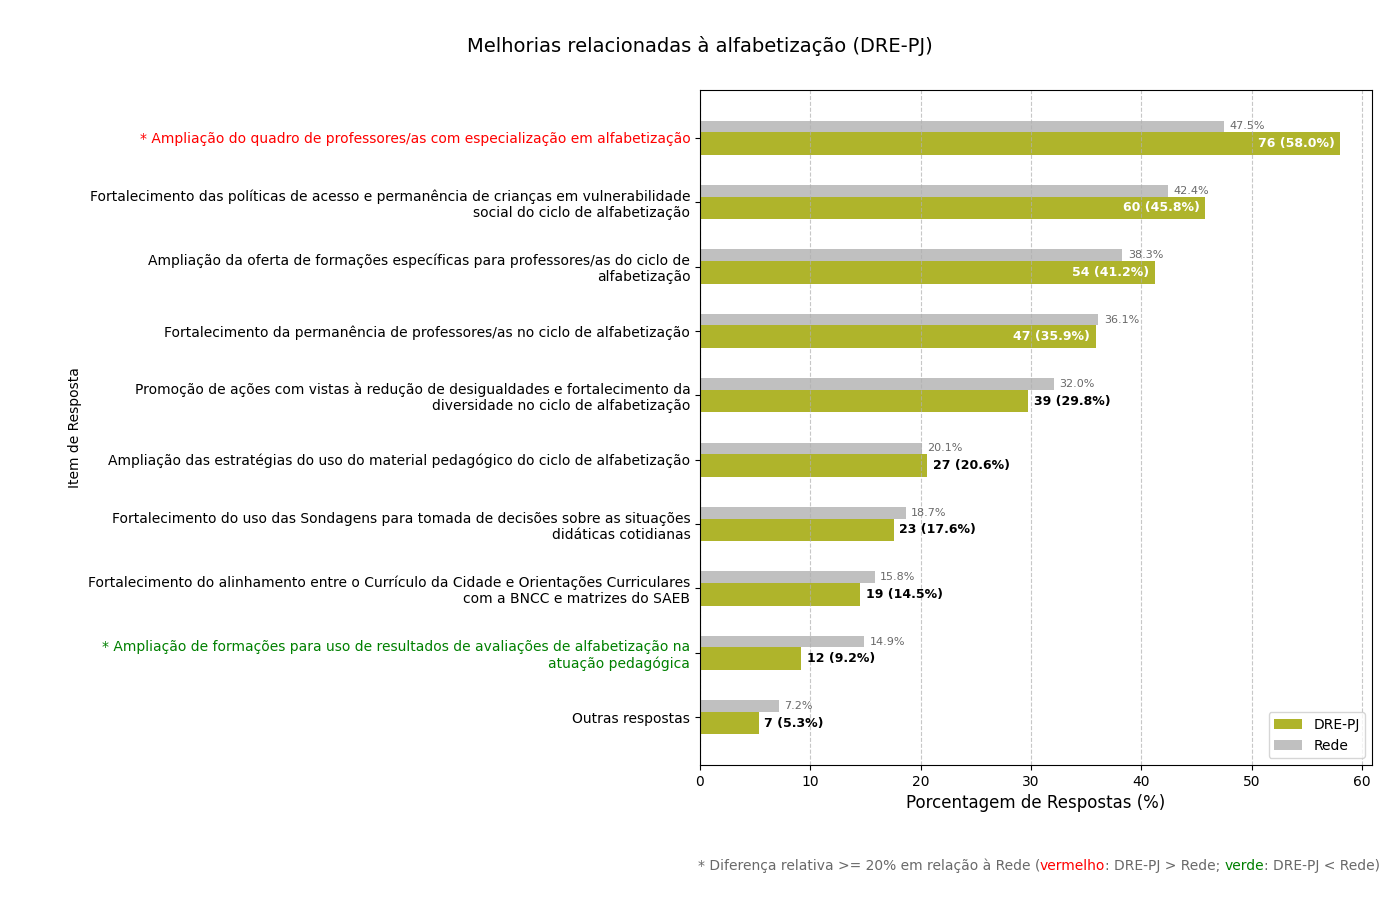 Melhorias relacionadas à alfabetização (DRE-PJ)
Item de Resposta
* Ampliação do quadro de professores/as com especialização em alfabetização
47.5%
76 (58.0%)
Fortalecimento das políticas de acesso e permanência de crianças em vulnerabilidade
social do ciclo de alfabetização
42.4%
60 (45.8%)
Ampliação da oferta de formações específicas para professores/as do ciclo de
alfabetização
38.3%
54 (41.2%)
Fortalecimento da permanência de professores/as no ciclo de alfabetização
36.1%
47 (35.9%)
Promoção de ações com vistas à redução de desigualdades e fortalecimento da
diversidade no ciclo de alfabetização
32.0%
39 (29.8%)
Ampliação das estratégias do uso do material pedagógico do ciclo de alfabetização
20.1%
27 (20.6%)
Fortalecimento do uso das Sondagens para tomada de decisões sobre as situações
didáticas cotidianas
18.7%
23 (17.6%)
Fortalecimento do alinhamento entre o Currículo da Cidade e Orientações Curriculares
com a BNCC e matrizes do SAEB
15.8%
19 (14.5%)
* Ampliação de formações para uso de resultados de avaliações de alfabetização na
atuação pedagógica
14.9%
12 (9.2%)
Outras respostas
7.2%
7 (5.3%)
DRE-PJ
Rede
0 10 20 30 40 50 60
Porcentagem de Respostas (%)
* Diferença relativa >= 20% em relação à Rede (vermelho: DRE-PJ > Rede; verde: DRE-PJ < Rede)